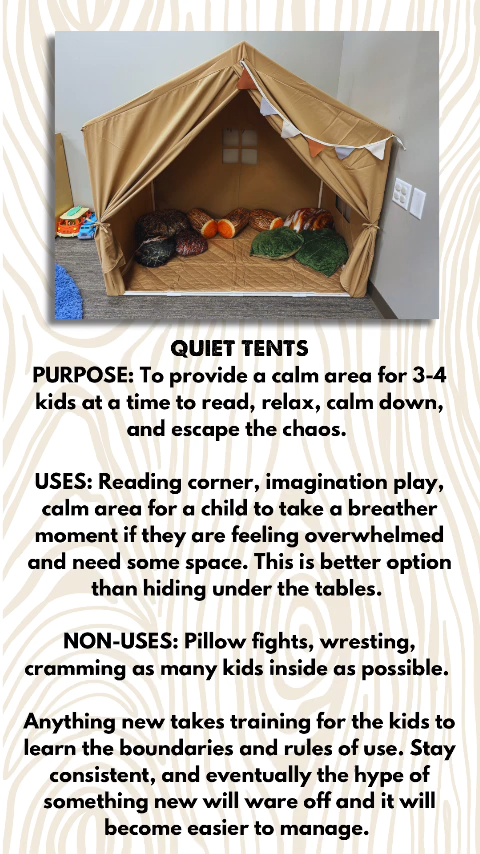 QUIET TENTS
PURPOSE: To provide a calm area for 3-4
kids at a time to read, relax, calm down,
and escape the chaos.
USES: Reading corner, imagination play,
calm area for a child to take a breather
moment if they are feeling overwhelmed
and need some space. This is better option
than hiding under the tables.
NON-USES: Pillow fights, wresting,
cramming as many kids inside as possible.
Anything new takes training for the kids to
learn the boundaries and rules of use. Stay
consistent, and eventually the hype of
something new will ware off and it will
become easier to manage.